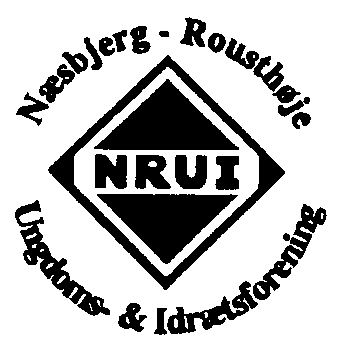 Næsbjerg - Rousthøje
NRUI
Ungdoms- & Idrætsforening